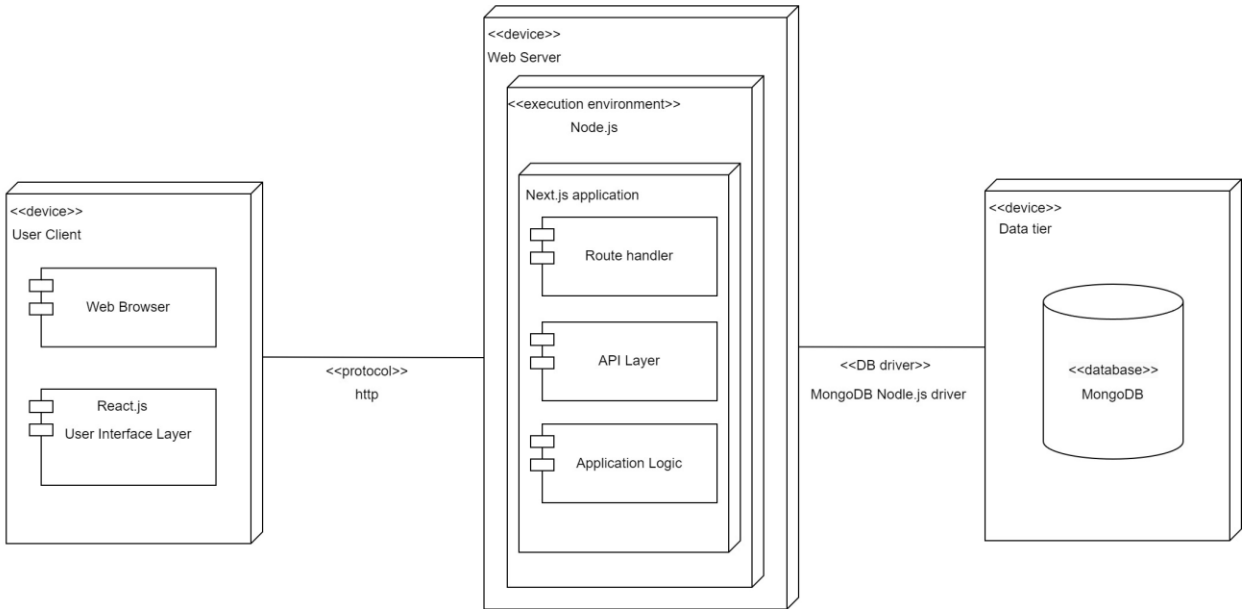 <<device>>
User Client
Web Browser
React.js
User Interface Layer
<<protocol>>
http
<<device>>
Web Server
<<execution environment>>
Node.js
Next.js application
Route handler
API Layer
Application Logic
<<DB driver>>
MongoDB Nodle.js driver
<<device>>
Data tier
<<database>>
MongoDB